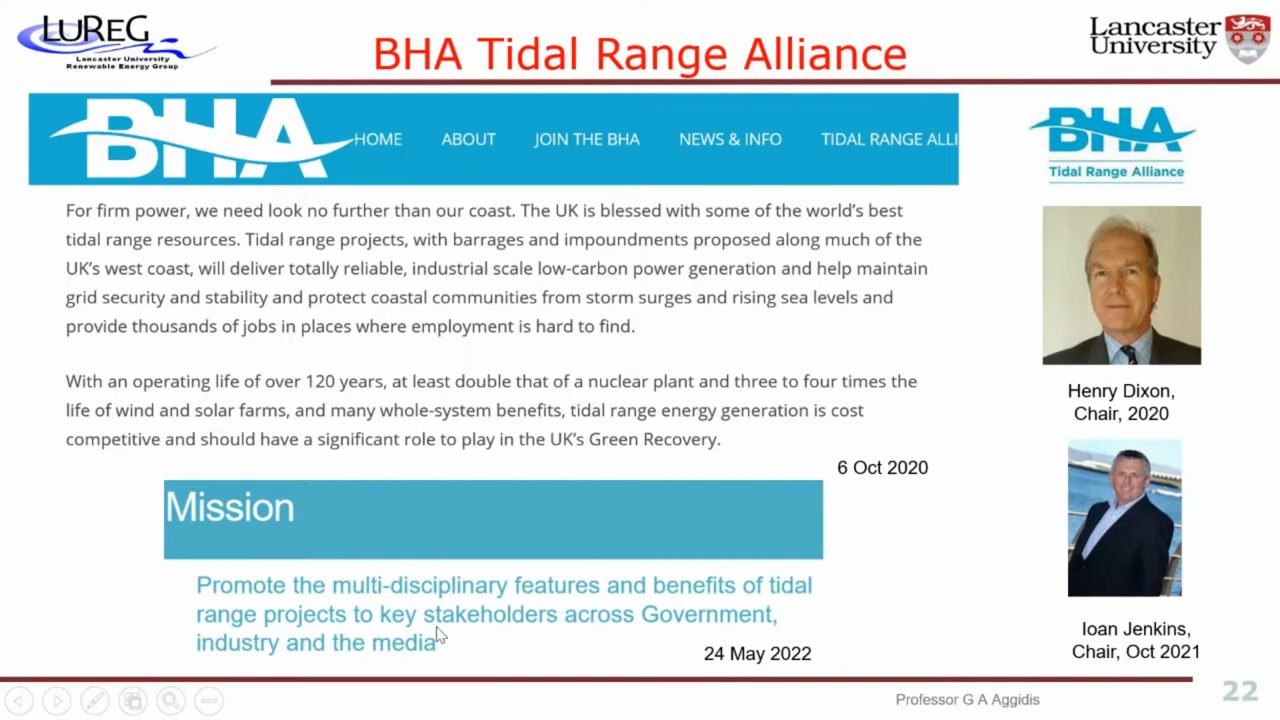 LUREG
Lancaster University
Renewable Energy Group
BHA Tidal Range Alliance
Lancaster
University
BHA
HOME ABOUT JOIN THE BHA NEWS & INFO TIDAL RANGE ALLI
For firm power, we need look no further than our coast. The UK is blessed with some of the world's best
tidal range resources. Tidal range projects, with barrages and impoundments proposed along much of the
UK's west coast, will deliver totally reliable, industrial scale low-carbon power generation and help maintain
grid security and stability and protect coastal communities from storm surges and rising sea levels and
provide thousands of jobs in places where employment is hard to find.
With an operating life of over 120 years, at least double that of a nuclear plant and three to four times the
life of wind and solar farms, and many whole-system benefits, tidal range energy generation is cost
competitive and should have a significant role to play in the UK's Green Recovery.
6 Oct 2020
Mission
Promote the multi-disciplinary features and benefits of tidal
range projects to key stakeholders across Government,
industry and the media
24 May 2022
BHA
Tidal Range Alliance
Henry Dixon,
Chair, 2020
Ioan Jenkins,
Chair, Oct 2021
Professor G A Aggidis
22